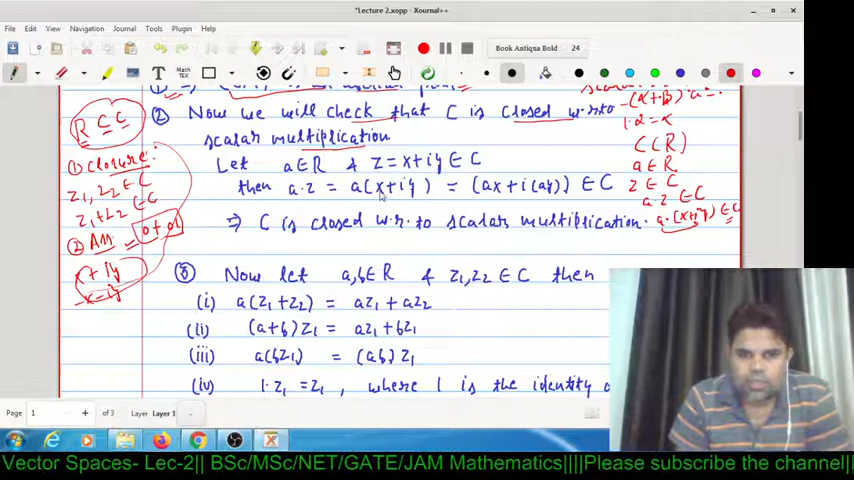 *Lecture 2.xopp - Xournal++
File Edit View Navigation Journal Tools Plugin Help
Book Antiqua Bold 24
② Now we will check that C is closed w.r.to
scalar multiplication
Let a∈R & z = x+iy ∈ C
then a.z = a(x+iy) = (ax+i(ay)) ∈ C
⇒ C is closed w.r.to scalar multiplication.
③ Now let a,b∈R & z1,z2 ∈ C then
(i) a(z1+z2) = az1+az2
(ii) (a+b)z1 = az1+bz1
(iii) a(bz1) = (ab)z1
(iv) 1.z1 = z1, where 1 is the identity
R ⊂ C
① Closure:
z1,z2 ∈ C
z1+z2 ∈ C
② Ass
0+0i
x+iy
-x-iy
1.α=α
C(R)
a∈R
z∈C
a.z ∈ C
a.(x+iy) ∈ C
Page 1 of 3 Layer Layer 1
Vector Spaces- Lec-2|| BSc/MSc/NET/GATE/JAM Mathematics||||Please subscribe the channel||